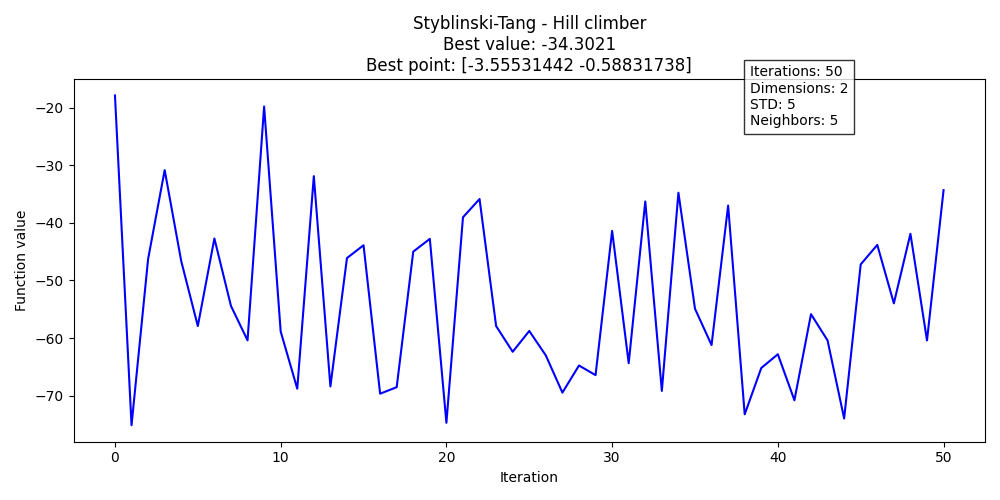 Styblinski-Tang - Hill climber
Best value: -34.3021
Best point: [-3.55531442 -0.58831738]
Iterations: 50
Dimensions: 2
STD: 5
Neighbors: 5
Function value
−20
−30
−40
−50
−60
−70
0 10 20 30 40 50
Iteration